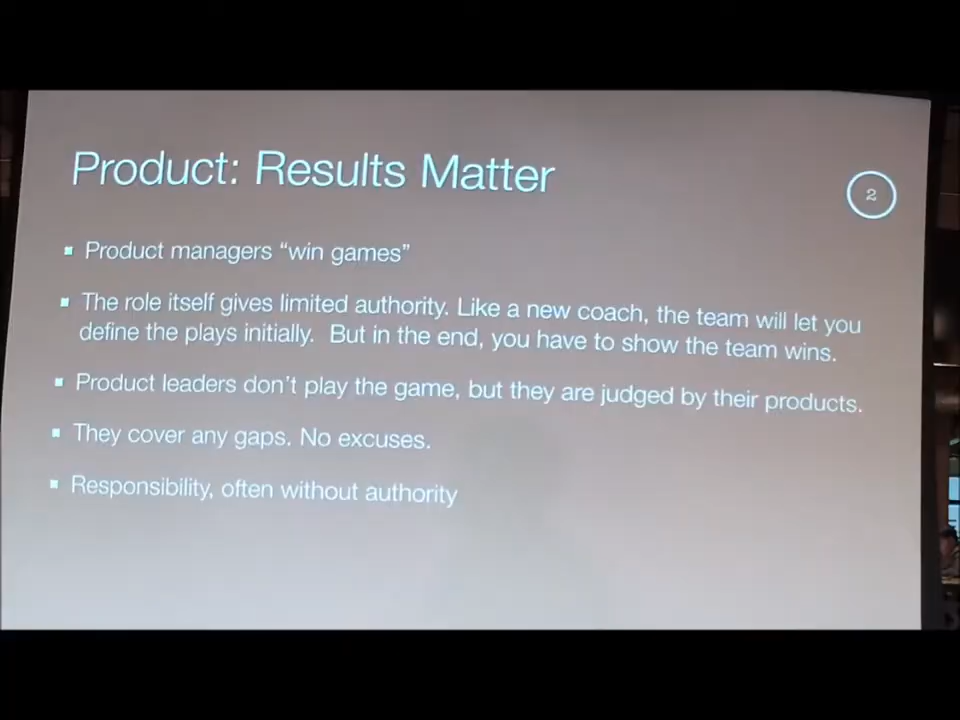 Product: Results Matter
2
▪ Product managers “win games”
▪ The role itself gives limited authority. Like a new coach, the team will let you
define the plays initially.  But in the end, you have to show the team wins.
▪ Product leaders don’t play the game, but they are judged by their products.
▪ They cover any gaps. No excuses.
▪ Responsibility, often without authority